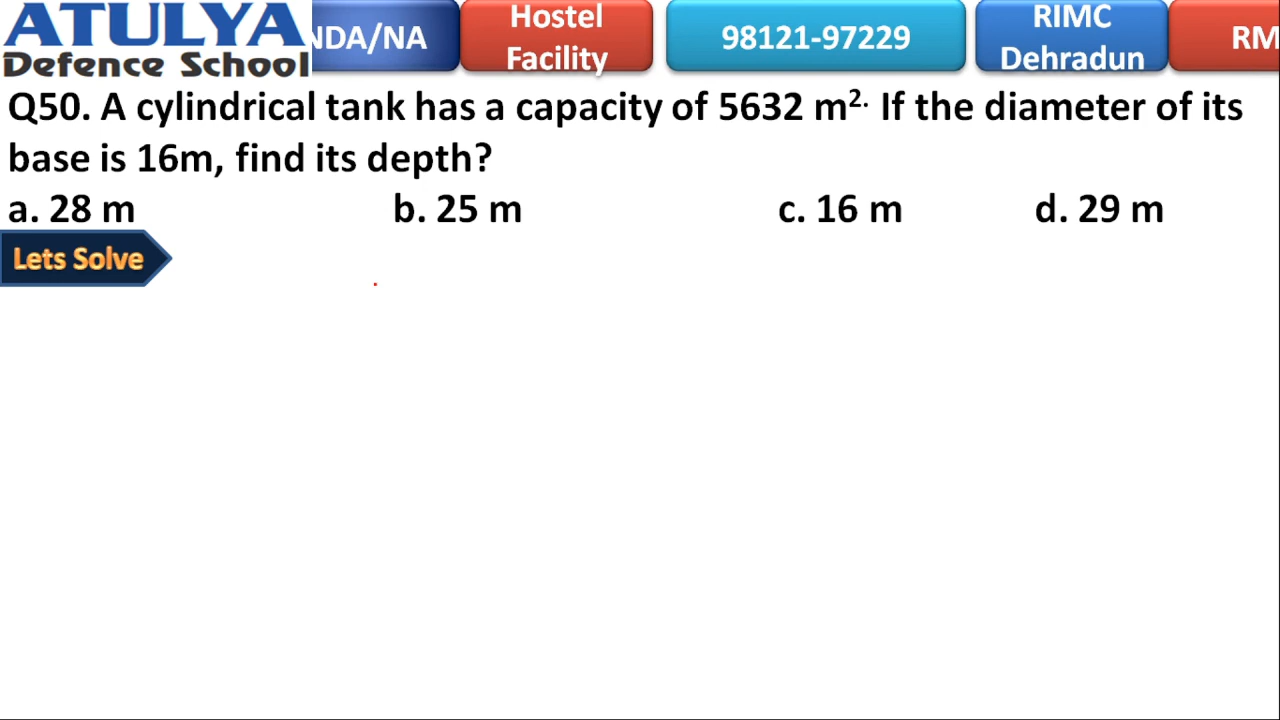 ATULYA
Defence School
NDA/NA
Hostel
Facility
98121-97229
RIMC
Dehradun
RM
Q50. A cylindrical tank has a capacity of 5632 m². If the diameter of its
base is 16m, find its depth?
a. 28 m b. 25 m c. 16 m d. 29 m
Lets Solve